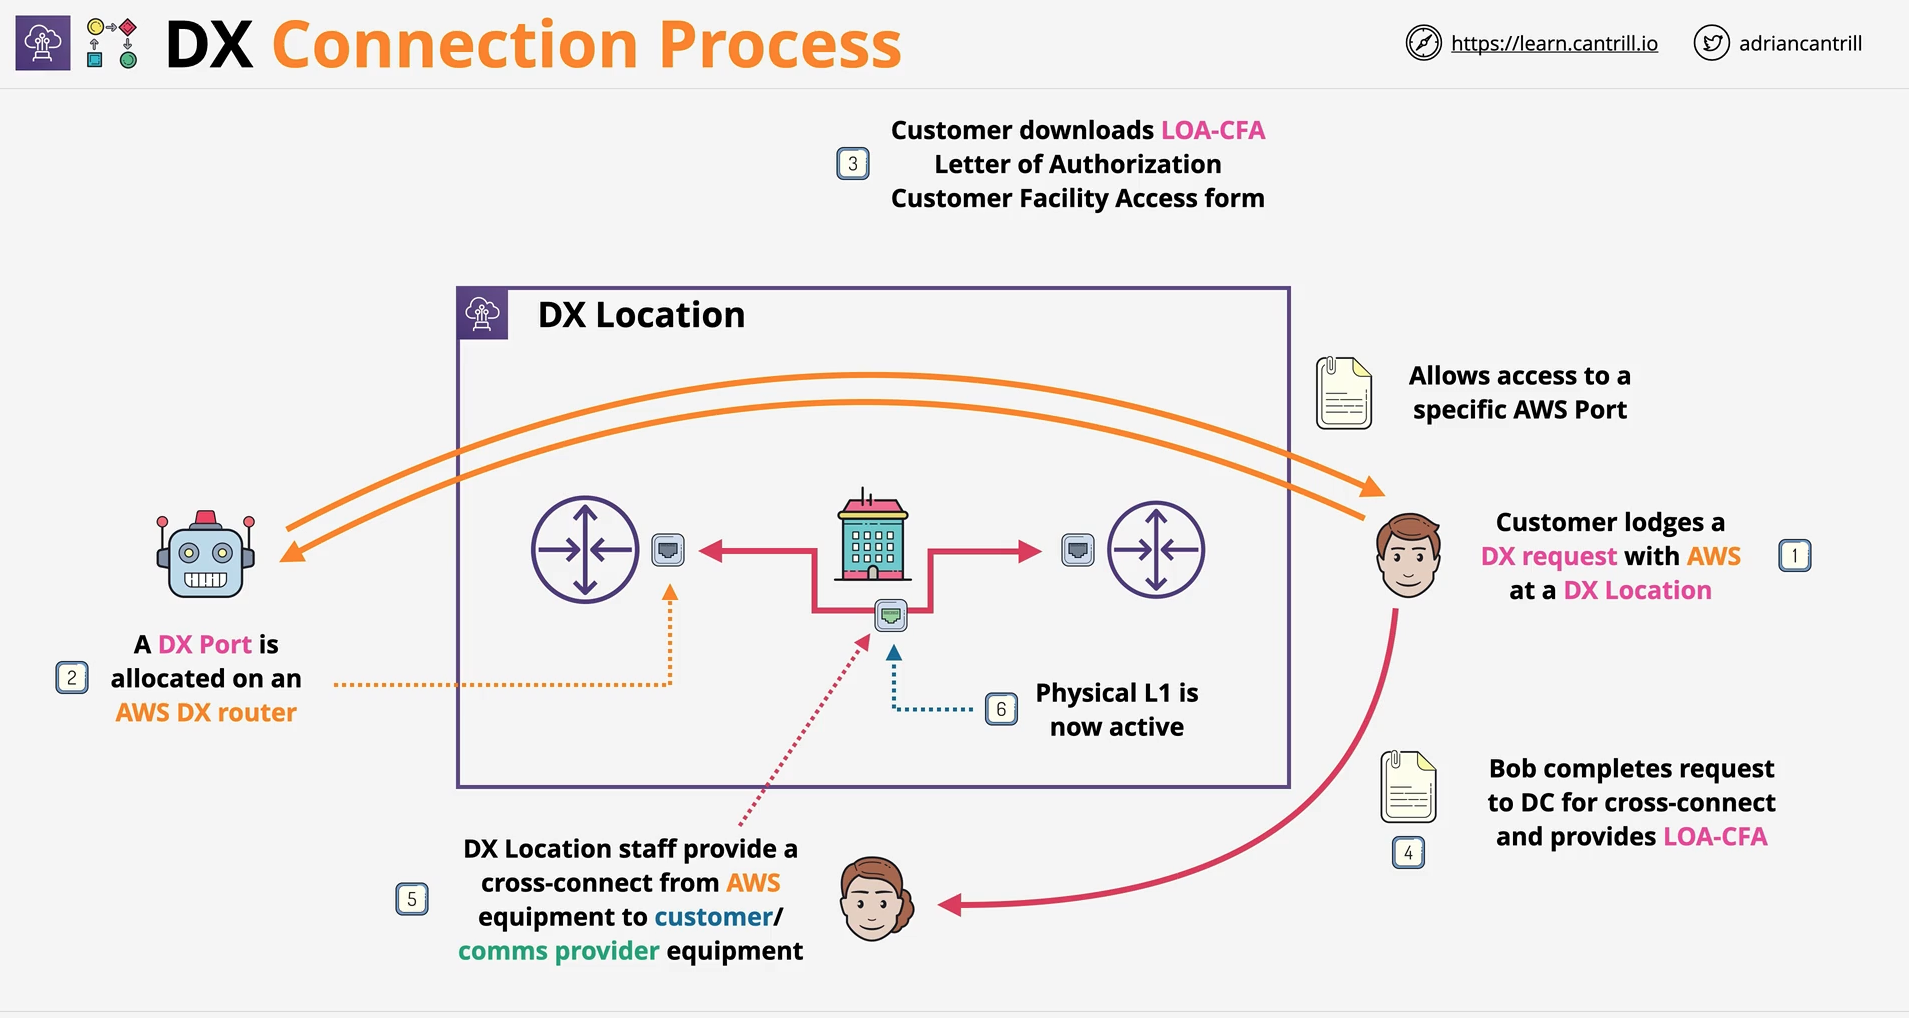 DX Connection Process
https://learn.cantrill.io
adriancantrill
3
Customer downloads LOA-CFA
Letter of Authorization
Customer Facility Access form
DX Location
Allows access to a
specific AWS Port
Customer lodges a
DX request with AWS
at a DX Location
1
2
A DX Port is
allocated on an
AWS DX router
6
Physical L1 is
now active
Bob completes request
to DC for cross-connect
and provides LOA-CFA
4
5
DX Location staff provide a
cross-connect from AWS
equipment to customer/
comms provider equipment